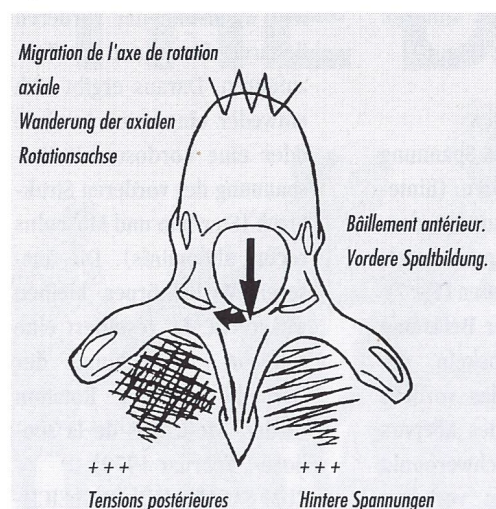 Migration de l'axe de rotation
axiale
Wanderung der axialen
Rotationsachse
Bâillement antérieur.
Vordere Spaltbildung.
+ + +
+ + +
Tensions postérieures
Hintere Spannungen